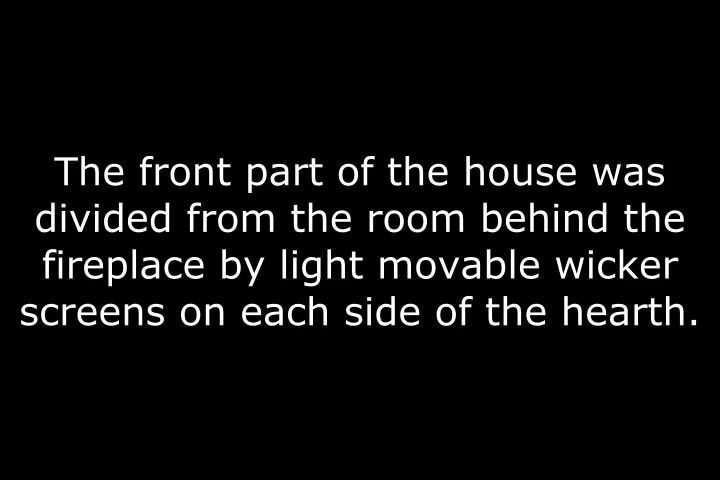 The front part of the house was
divided from the room behind the
fireplace by light movable wicker
screens on each side of the hearth.